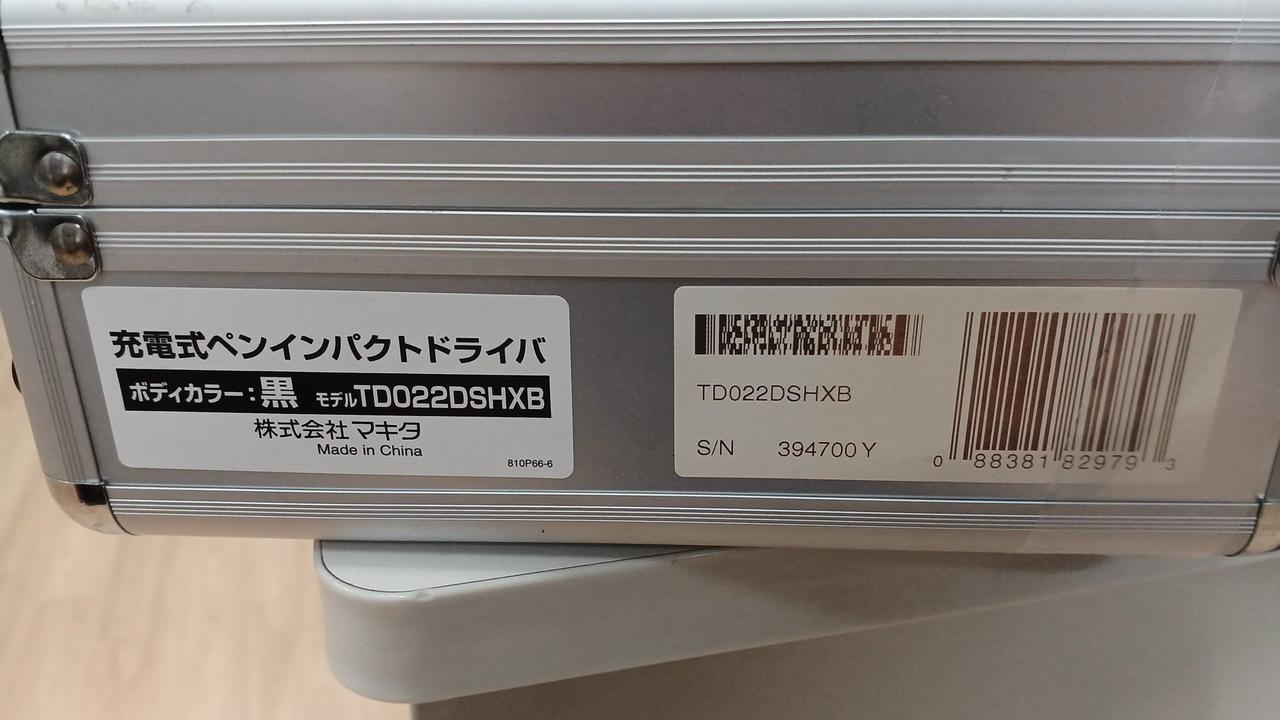 充電式ペンインパクトドライバ
ボディカラー：黒 モデルTD022DSHXB
株式会社マキタ
Made in China
810P66-6
TD022DSHXB
S/N 394700Y
0 88381 82979 3